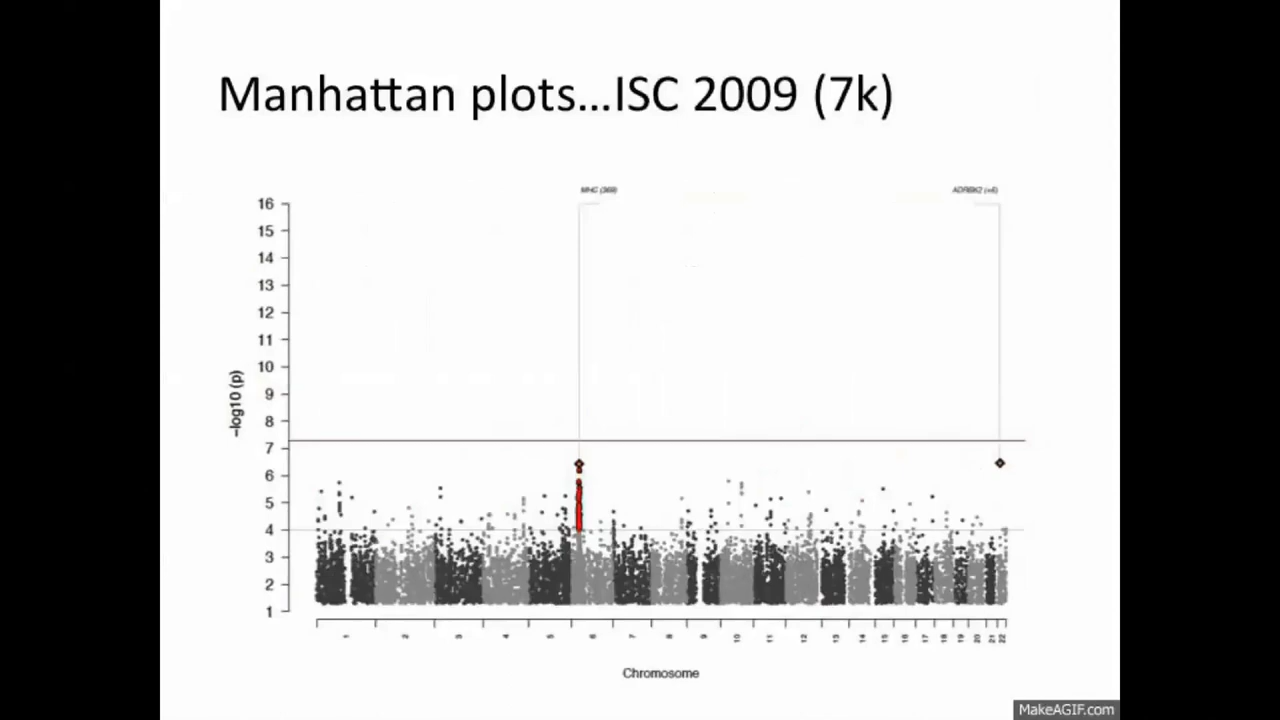 Manhattan plots...ISC 2009 (7k)
MHC (369)
ADRBK2 (+6)
16
15
14
13
12
11
10
9
8
7
6
5
4
3
2
1
-log10 (p)
1 2 3 4 5 6 7 8 9 10 11 12 13 14 15 16 17 18 19 20 21 22
Chromosome
MakeAGIF.com